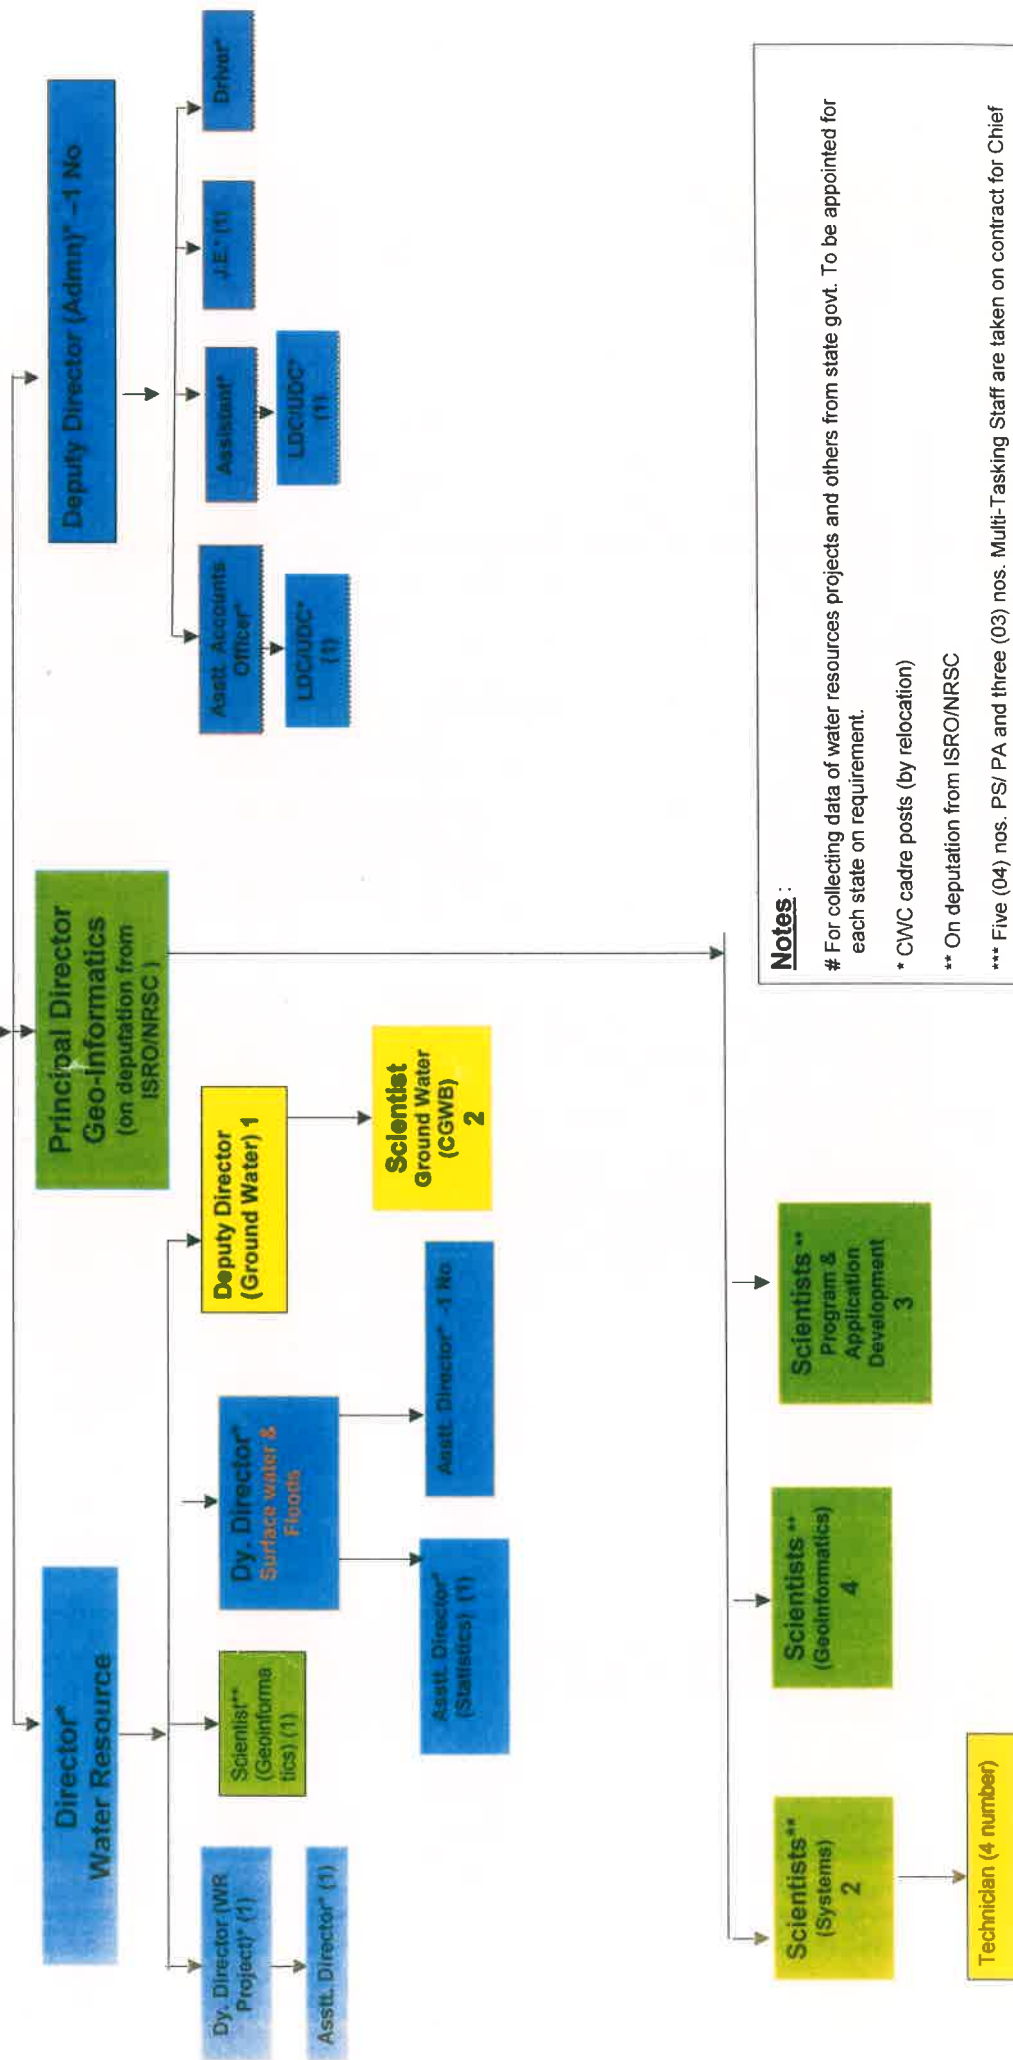 Director*
Water Resource
Principal Director
Geo-Informatics
(on deputation from
ISRO/NRSC )
Deputy Director (Admn)* –1 No
Dy. Director (WR
Project)* (1)
Asstt. Director* (1)
Scientist**
(Geoinforma
tics) (1)
Dy. Director*
Surface water &
Floods
Asstt. Director*
(Statistics) (1)
Asstt. Director* -1 No
Deputy Director
(Ground Water) 1
Scientist
Ground Water
(CGWB)
2
Asstt. Accounts
Officer*
LDC/UDC*
(1)
Assistant*
LDC/UDC*
(1)
J.E.* (1)
Driver*
Scientists**
(Systems)
2
Technician (4 number)
Scientists **
(Geoinformatics)
4
Scientists **
Program &
Application
Development
3
Notes :
# For collecting data of water resources projects and others from state govt. To be appointed for
each state on requirement.
* CWC cadre posts (by relocation)
** On deputation from ISRO/NRSC
*** Five (04) nos. PS/ PA and three (03) nos. Multi-Tasking Staff are taken on contract for Chief